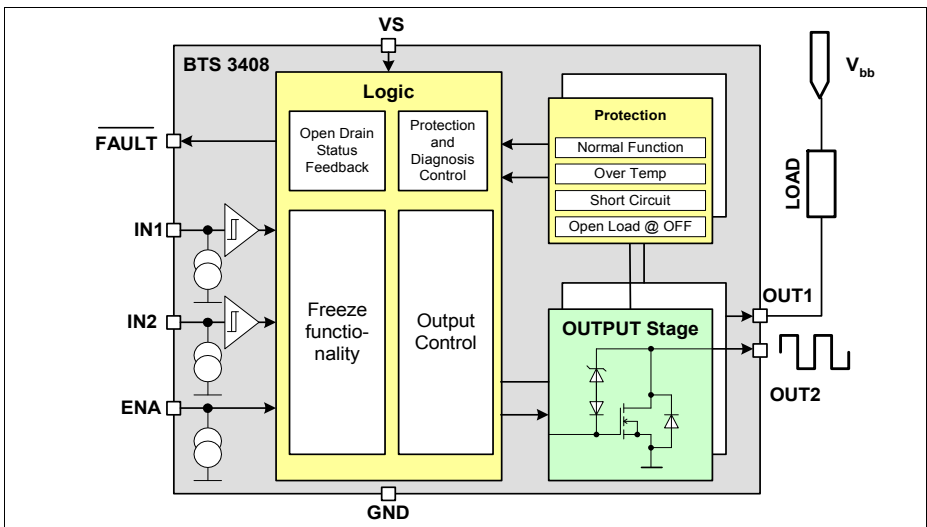 VS
BTS 3408
Logic
Open Drain
Status
Feedback
Protection
and
Diagnosis
Control
Freeze
functio-
nality
Output
Control
FAULT
IN1
IN2
ENA
GND
Protection
Normal Function
Over Temp
Short Circuit
Open Load @ OFF
OUTPUT Stage
Vbb
LOAD
OUT1
OUT2